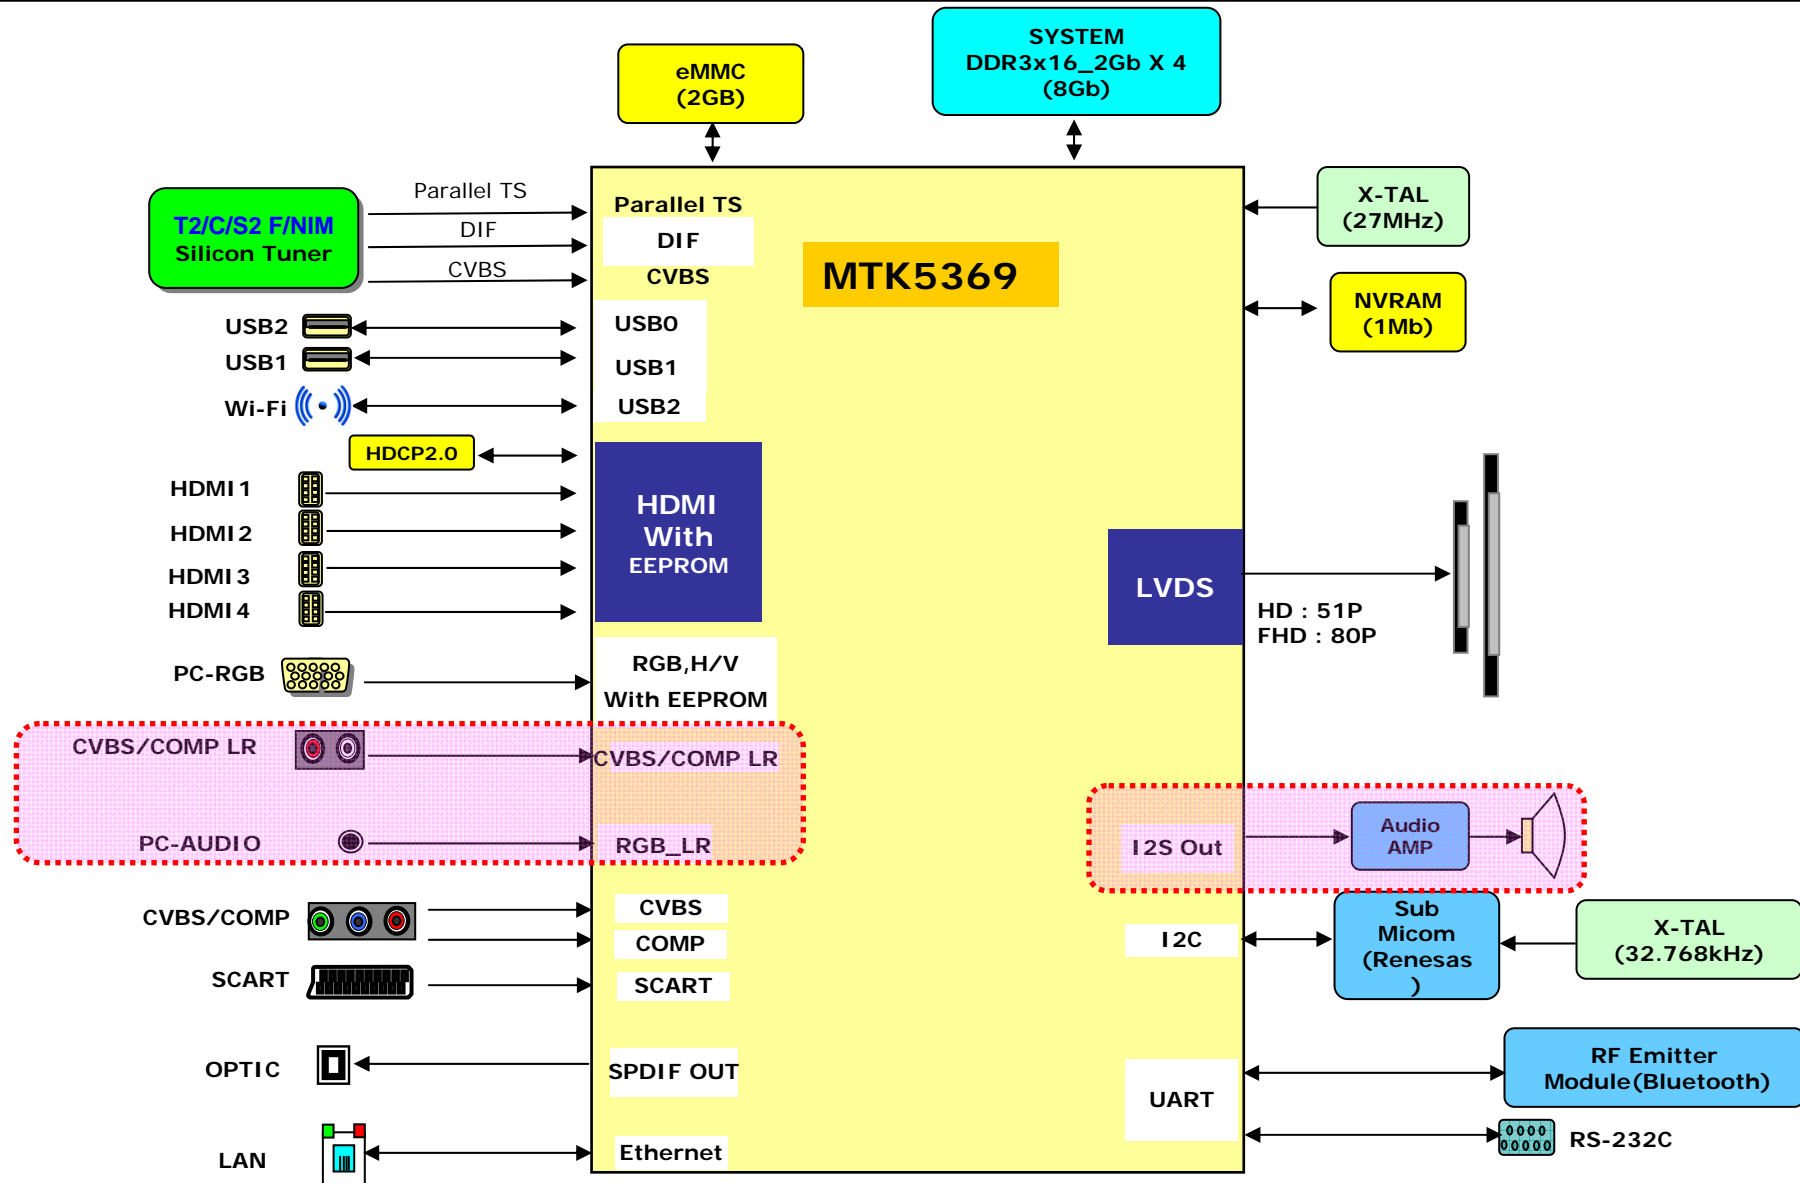 SYSTEM
DDR3x16_2Gb X 4
(8Gb)
eMMC
(2GB)
T2/C/S2 F/NIM
Silicon Tuner
Parallel TS
DIF
CVBS
Parallel TS
DIF
CVBS
MTK5369
X-TAL
(27MHz)
NVRAM
(1Mb)
USB2
USB0
USB1
USB1
Wi-Fi
USB2
HDCP2.0
HDMI1
HDMI2
HDMI3
HDMI4
HDMI
With
EEPROM
LVDS
HD : 51P
FHD : 80P
PC-RGB
RGB,H/V
With EEPROM
CVBS/COMP LR
CVBS/COMP LR
PC-AUDIO
RGB_LR
I2S Out
Audio
AMP
CVBS/COMP
CVBS
COMP
I2C
Sub
Micom
(Renesas
)
X-TAL
(32.768kHz)
SCART
SCART
OPTIC
SPDIF OUT
UART
RF Emitter
Module(Bluetooth)
RS-232C
LAN
Ethernet